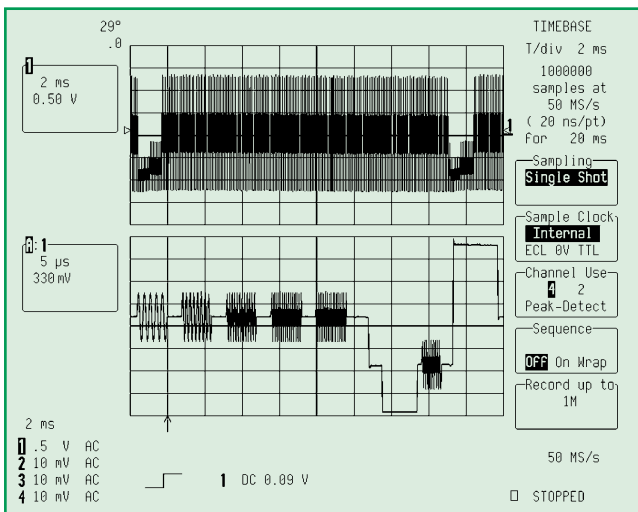 29°
.0
1
2 ms
0.50 V
1
A:1
5 µs
330 mV
2 ms
1 .5 V AC
2 10 mV AC
3 10 mV AC
4 10 mV AC
1 DC 0.09 V
TIMEBASE
T/div 2 ms
1000000
samples at
50 MS/s
( 20 ns/pt)
for 20 ms
Sampling
Single Shot
Sample Clock
Internal
ECL 0V TTL
Channel Use
4 2
Peak-Detect
Sequence
OFF On Wrap
Record up to
1M
50 MS/s
STOPPED